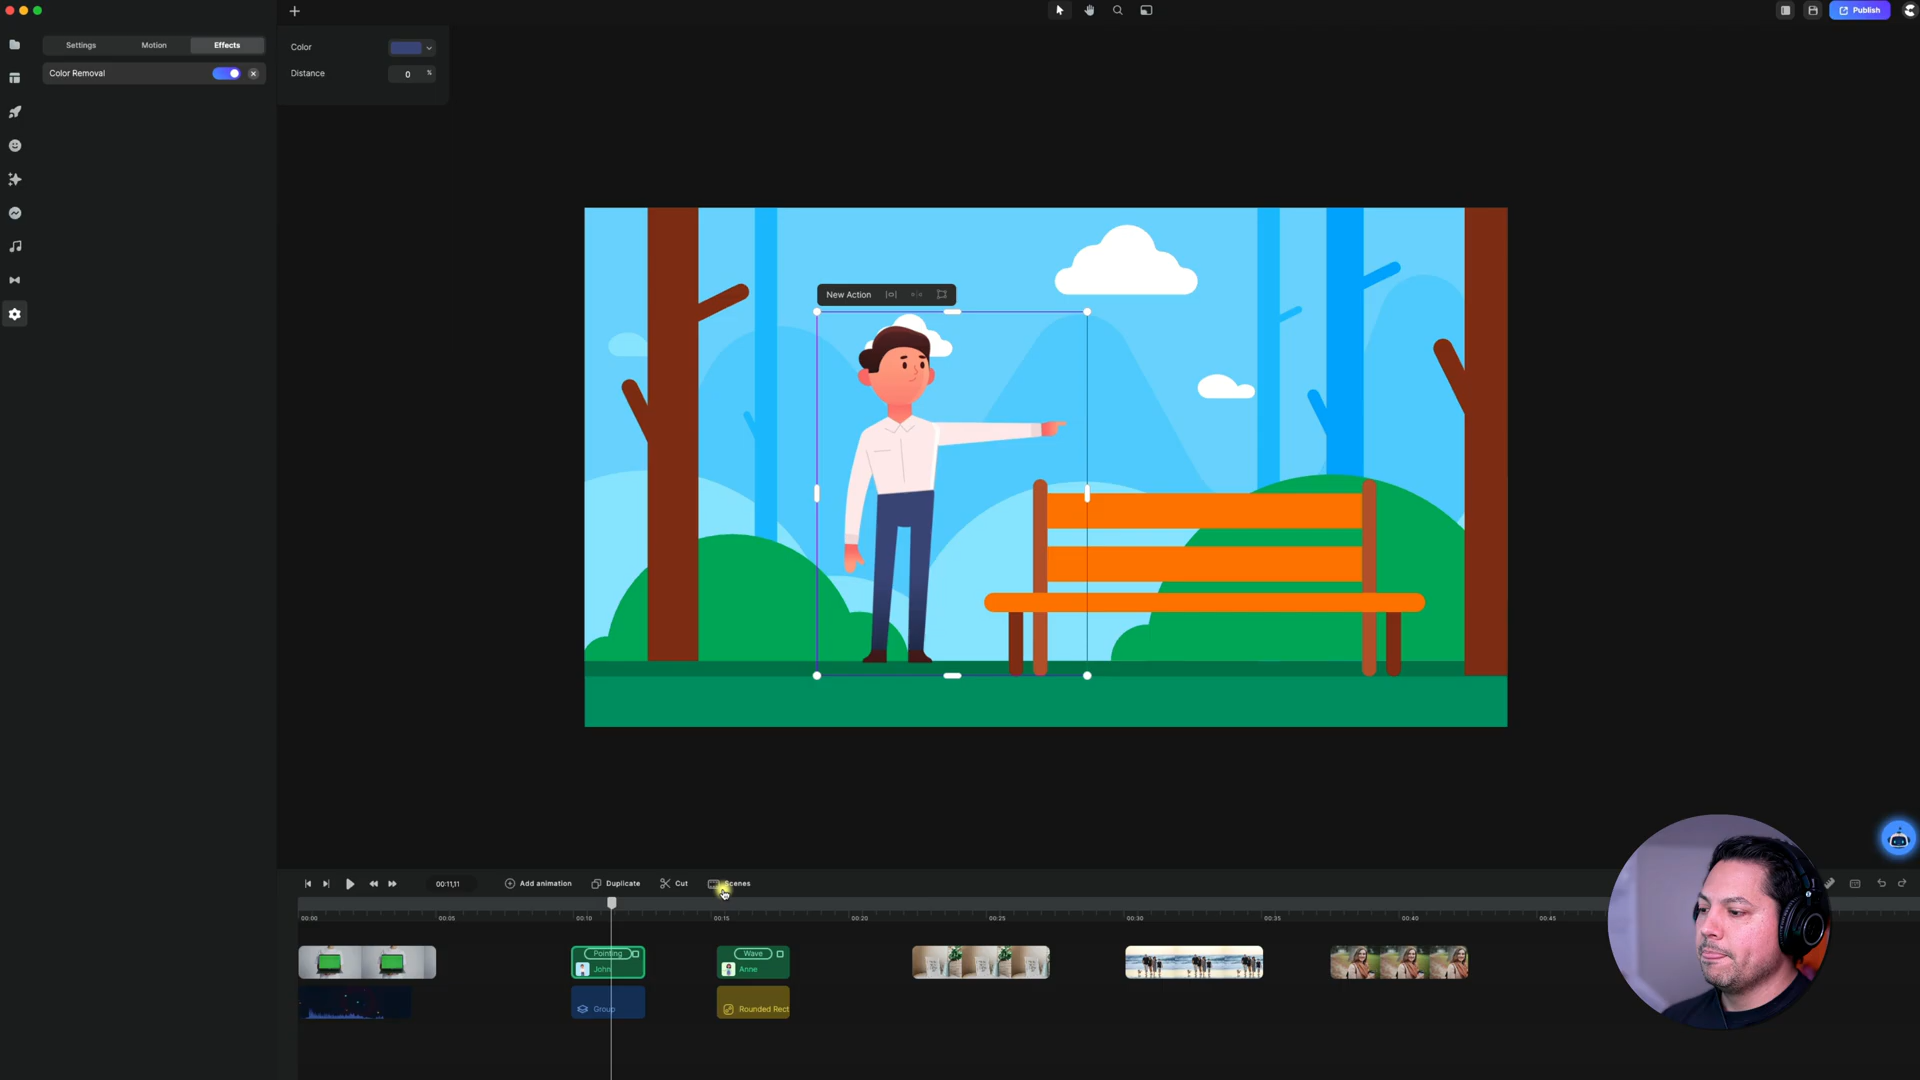 Publish
Settings Motion Effects
Color
Color Removal
Distance 0 %
New Action
00:11,11 Add animation Duplicate Cut Scenes
00:00 00:05 00:10 00:15 00:20 00:25 00:30 00:35 00:40 00:45
Pointing Wave
John Anne
Group Rounded Rect